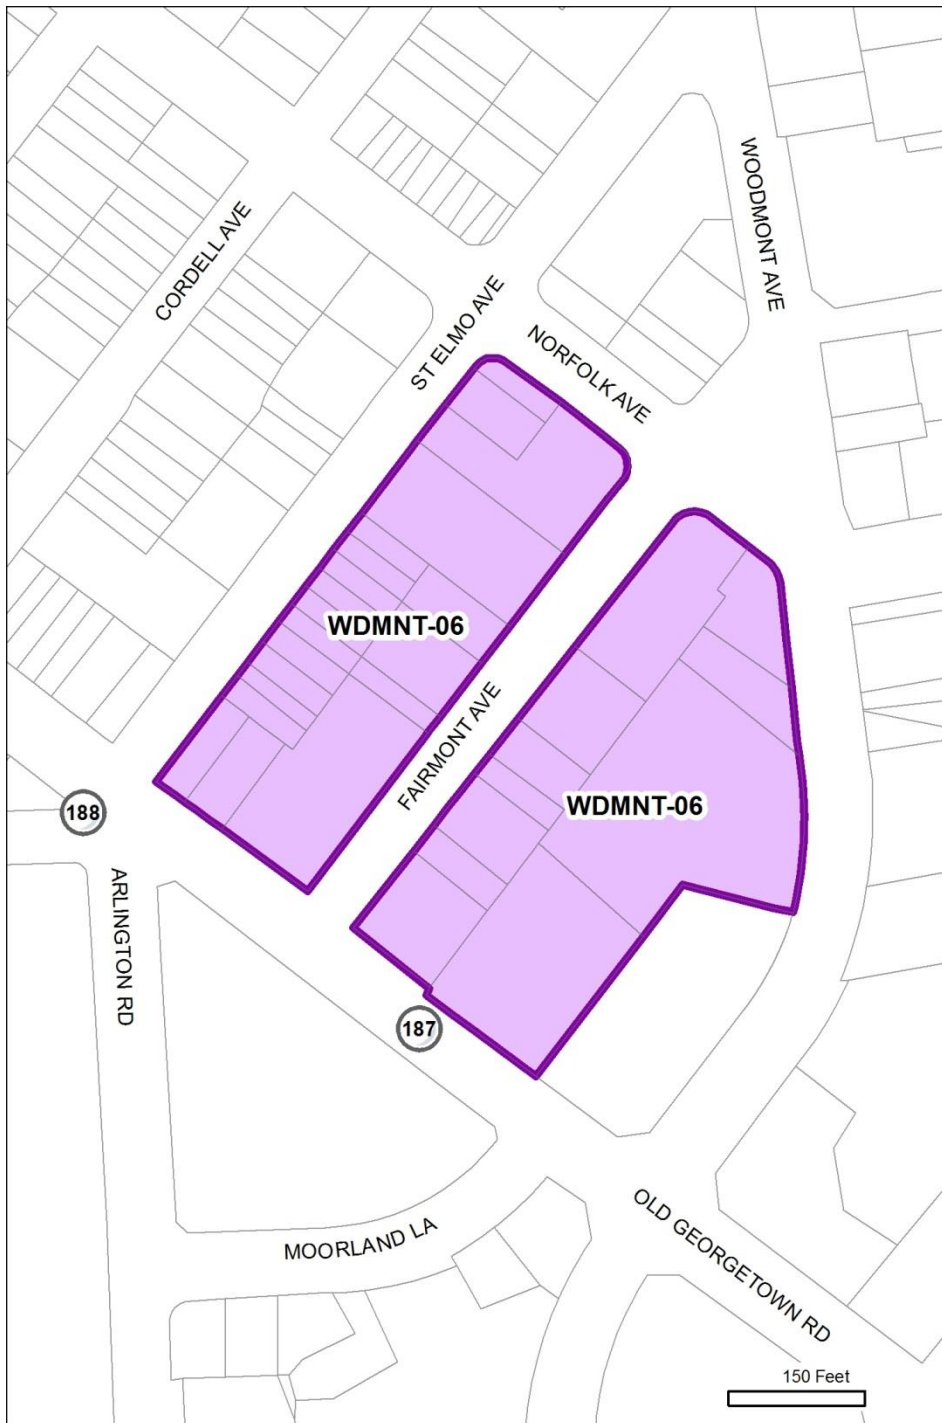 WOODMONT AVE
CORDELL AVE
ST ELMO AVE
NORFOLK AVE
WDMNT-06
FAIRMONT AVE
WDMNT-06
188
ARLINGTON RD
187
OLD GEORGETOWN RD
MOORLAND LA
150 Feet